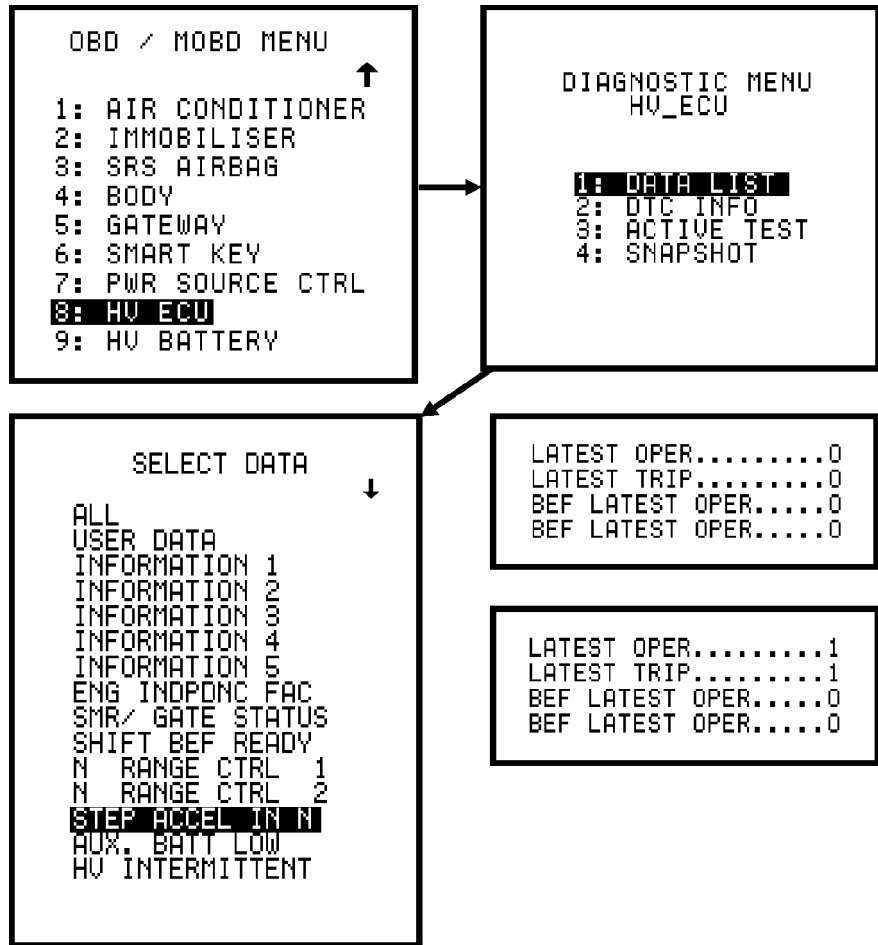 OBD / MOBD MENU
1: AIR CONDITIONER
2: IMMOBILISER
3: SRS AIRBAG
4: BODY
5: GATEWAY
6: SMART KEY
7: PWR SOURCE CTRL
8: HV ECU
9: HV BATTERY
DIAGNOSTIC MENU
HV_ECU
1: DATA LIST
2: DTC INFO
3: ACTIVE TEST
4: SNAPSHOT
SELECT DATA
ALL
USER DATA
INFORMATION 1
INFORMATION 2
INFORMATION 3
INFORMATION 4
INFORMATION 5
ENG INDPDNC FAC
SMR/ GATE STATUS
SHIFT BEF READY
N RANGE CTRL 1
N RANGE CTRL 2
STEP ACCEL IN N
AUX. BATT LOW
HV INTERMITTENT
LATEST OPER.........0
LATEST TRIP.........0
BEF LATEST OPER.....0
BEF LATEST OPER.....0
LATEST OPER.........1
LATEST TRIP.........1
BEF LATEST OPER.....0
BEF LATEST OPER.....0